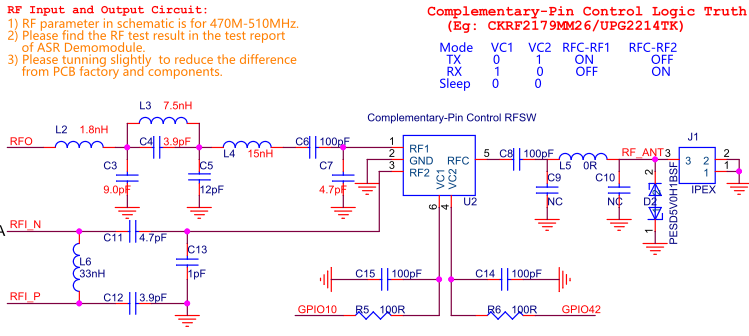 RF Input and Output Circuit:
1) RF parameter in schematic is for 470M-510MHz.
2) Please find the RF test result in the test report
of ASR Demomodule.
3) Please tunning slightly to reduce the difference
from PCB factory and components.
Complementary-Pin Control Logic Truth
(Eg: CKRF2179MM26/UPG2214TK)
Mode VC1 VC2 RFC-RF1 RFC-RF2
TX 0 1 ON OFF
RX 1 0 OFF ON
Sleep 0 0
Complementary-Pin Control RFSW
L3 7.5nH
L2 1.8nH
C4 3.9pF
RFO
L4 15nH
C6 100pF
C3
9.0pF
C5
12pF
C7
4.7pF
1 RF1
2 GND
3 RF2
RFC 5
VC1
VC2
6
4
U2
C8 100pF
L5 0R
C9
NC
C10
NC
RF_ANT
D2
2
1
PESD5V0H1BSF
J1
3 3 2 2
1 1
IPEX
A
RFI_N
C11 4.7pF
L6
33nH
C13
1pF
RFI_P
C12 3.9pF
C15 100pF
C14 100pF
GPIO10 R5 100R
R6 100R GPIO42